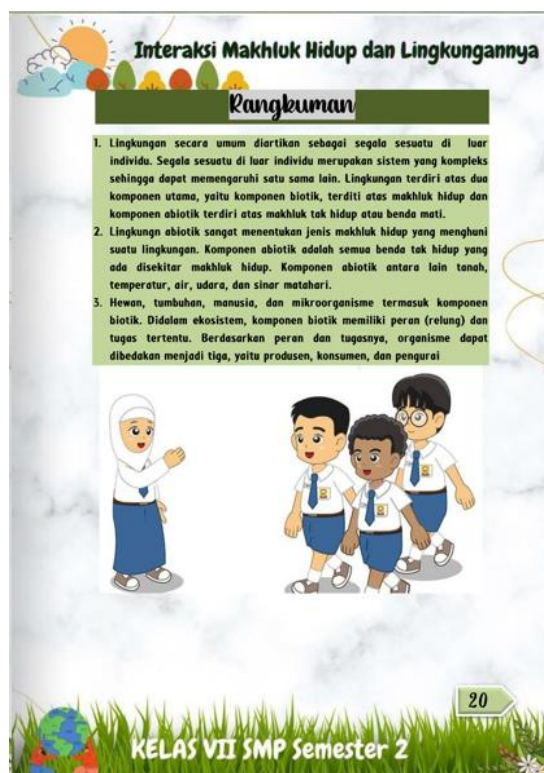 Interaksi Makhluk Hidup dan Lingkungannya
Rangkuman
1. Lingkungan secara umum diartikan sebagai segala sesuatu di luar
individu. Segala sesuatu di luar individu merupakan sistem yang kompleks
sehingga dapat memengaruhi satu sama lain. Lingkungan terdiri atas dua
komponen utama, yaitu komponen biotik, terditi atas makhluk hidup dan
komponen abiotik terdiri atas makhluk tak hidup atau benda mati.
2. Lingkungn abiotik sangat menentukan jenis makhluk hidup yang menghuni
suatu lingkungan. Komponen abiotik adalah semua benda tak hidup yang
ada disekitar makhluk hidup. Komponen abiotik antara lain tanah,
temperatur, air, udara, dan sinar matahari.
3. Hewan, tumbuhan, manusia, dan mikroorganisme termasuk komponen
biotik. Didalam ekosistem, komponen biotik memiliki peran (relung) dan
tugas tertentu. Berdasarkan peran dan tugasnya, organisme dapat
dibedakan menjadi tiga, yaitu produsen, konsumen, dan pengurai
20
KELAS VII SMP Semester 2